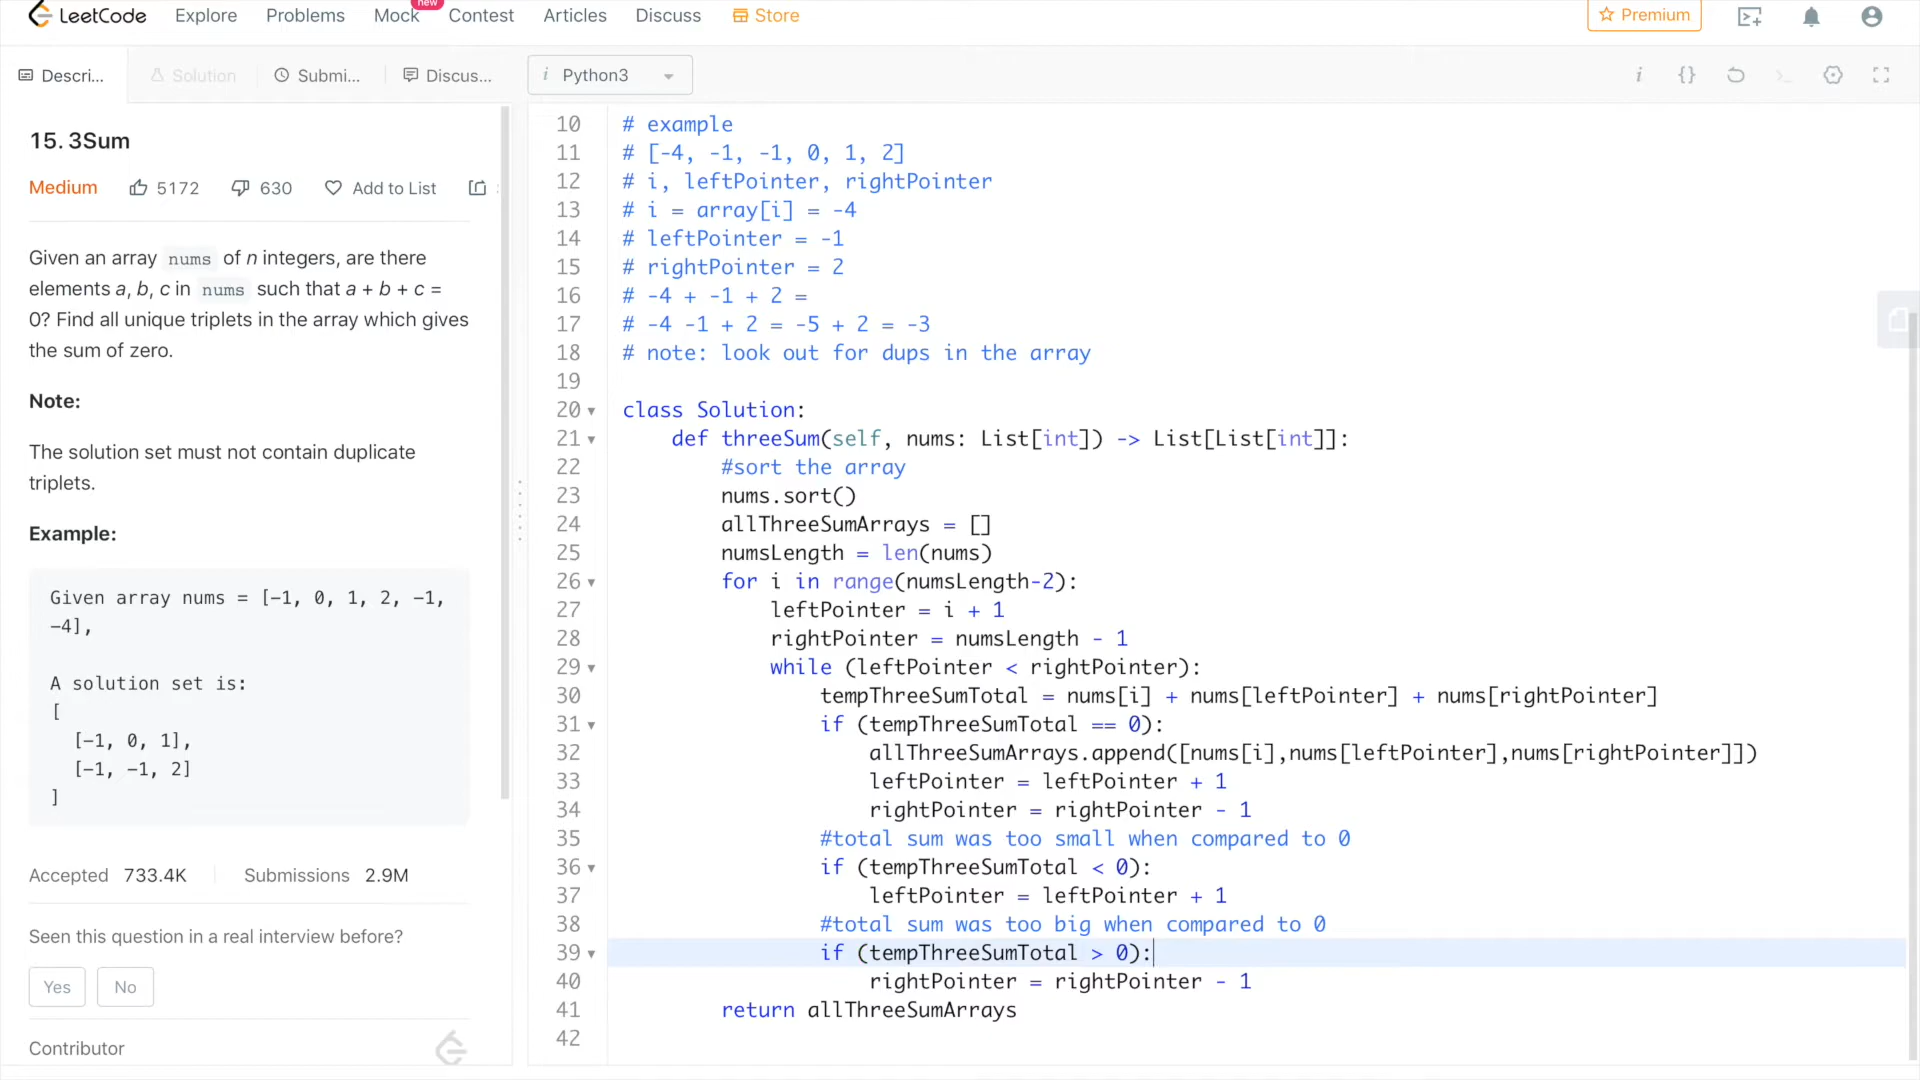 LeetCode Explore Problems Mock new Contest Articles Discuss Store Premium
Descri... Solution Submi... Discus... i Python3
15. 3Sum
Medium 5172 630 Add to List
Given an array nums of n integers, are there
elements a, b, c in nums such that a + b + c =
0? Find all unique triplets in the array which gives
the sum of zero.
Note:
The solution set must not contain duplicate
triplets.
Example:
Given array nums = [-1, 0, 1, 2, -1,
-4],
A solution set is:
[
[-1, 0, 1],
[-1, -1, 2]
]
Accepted 733.4K Submissions 2.9M
Seen this question in a real interview before?
Yes No
Contributor
10 # example
11 # [-4, -1, -1, 0, 1, 2]
12 # i, leftPointer, rightPointer
13 # i = array[i] = -4
14 # leftPointer = -1
15 # rightPointer = 2
16 # -4 + -1 + 2 =
17 # -4 -1 + 2 = -5 + 2 = -3
18 # note: look out for dups in the array
19
20 class Solution:
21 def threeSum(self, nums: List[int]) -> List[List[int]]:
22 #sort the array
23 nums.sort()
24 allThreeSumArrays = []
25 numsLength = len(nums)
26 for i in range(numsLength-2):
27 leftPointer = i + 1
28 rightPointer = numsLength - 1
29 while (leftPointer < rightPointer):
30 tempThreeSumTotal = nums[i] + nums[leftPointer] + nums[rightPointer]
31 if (tempThreeSumTotal == 0):
32 allThreeSumArrays.append([nums[i],nums[leftPointer],nums[rightPointer]])
33 leftPointer = leftPointer + 1
34 rightPointer = rightPointer - 1
35 #total sum was too small when compared to 0
36 if (tempThreeSumTotal < 0):
37 leftPointer = leftPointer + 1
38 #total sum was too big when compared to 0
39 if (tempThreeSumTotal > 0):
40 rightPointer = rightPointer - 1
41 return allThreeSumArrays
42